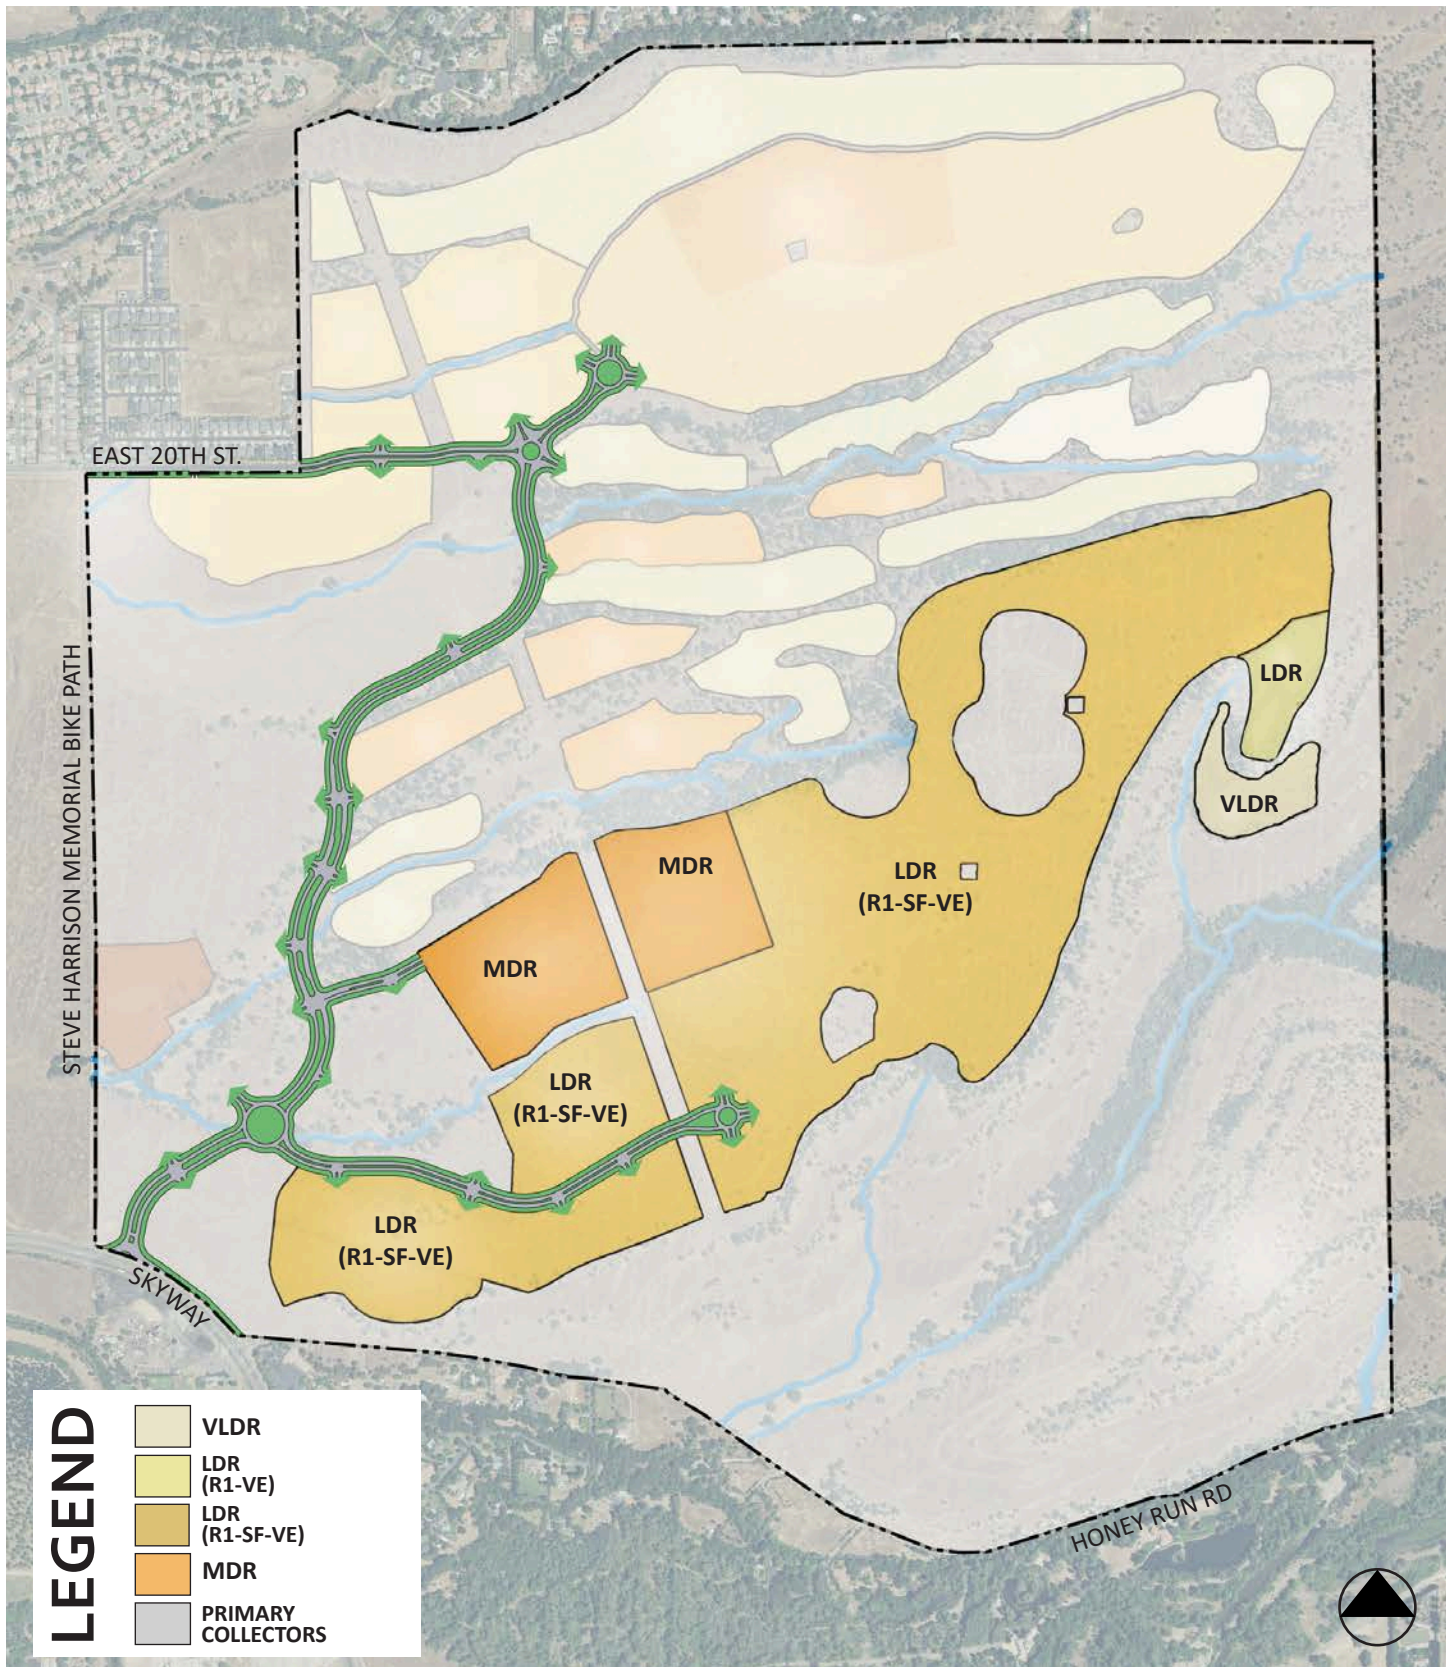 EAST 20TH ST.
STEVE HARRISON MEMORIAL BIKE PATH
LDR
VLDR
MDR
LDR
(R1-SF-VE)
MDR
LDR
(R1-SF-VE)
LDR
(R1-SF-VE)
SKYWAY
HONEY RUN RD
LEGEND
VLDR
LDR
(R1-VE)
LDR
(R1-SF-VE)
MDR
PRIMARY
COLLECTORS